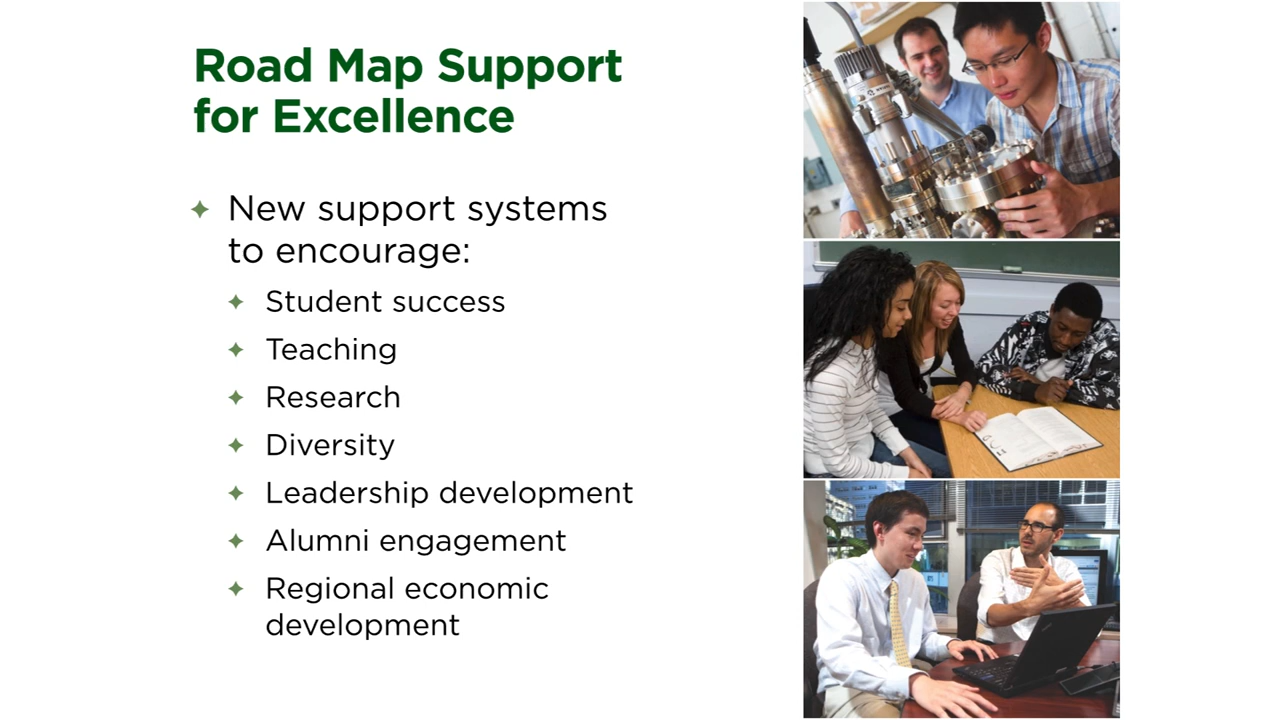 Road Map Support
for Excellence
New support systems
to encourage:
Student success
Teaching
Research
Diversity
Leadership development
Alumni engagement
Regional economic
development